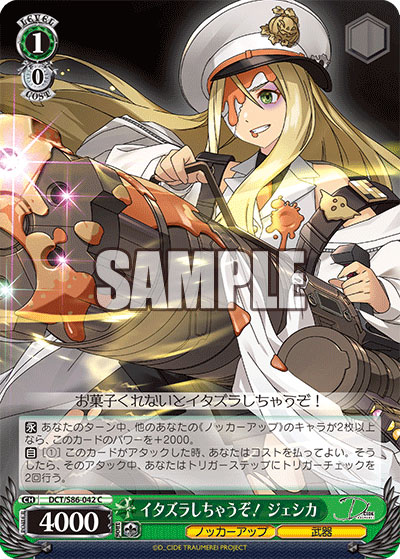 LEVEL
1
0
COST
SAMPLE
お菓子くれないとイタズラしちゃうぞ!
永 あなたのターン中、他のあなたの《ノッカーアップ》のキャラが2枚以上
なら、このカードのパワーを+2000。
自 [①] このカードがアタックした時、あなたはコストを払ってよい。そう
したら、そのアタック中、あなたはトリガーステップにトリガーチェックを
2回行う。
CH DCT/S86-042 C
イタズラしちゃうぞ! ジェシカ
POWER
4000
ノッカーアップ
武器
©D_CIDE TRAUMEREI PROJECT